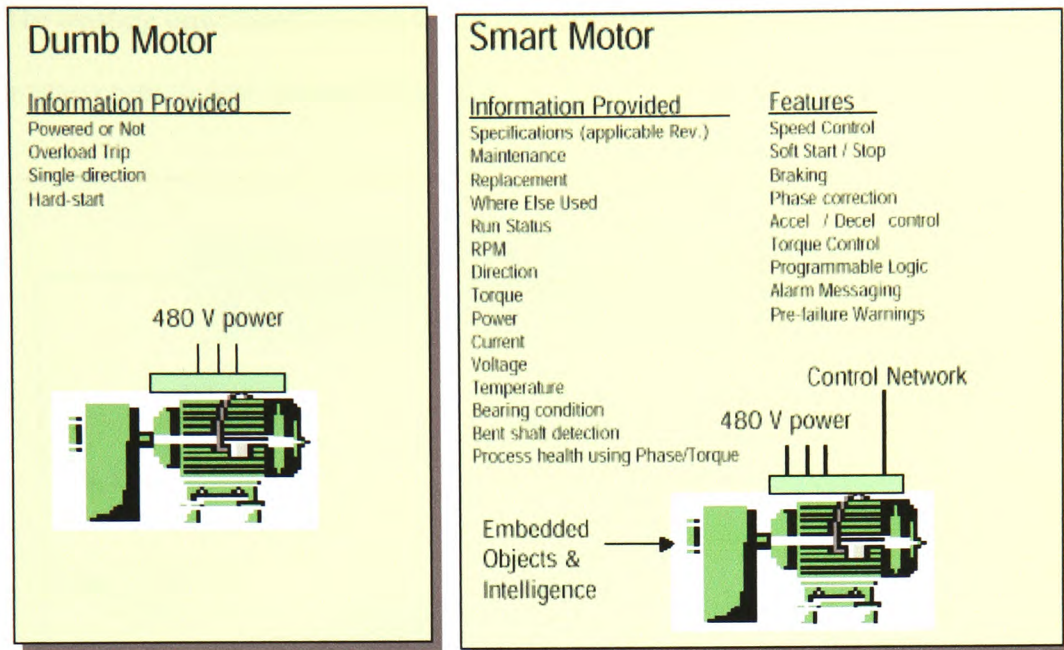 Dumb Motor
Information Provided
Powered or Not
Overload Trip
Single-direction
Hard-start
480 V power
Smart Motor
Information Provided
Specifications (applicable Rev.)
Maintenance
Replacement
Where Else Used
Run Status
RPM
Direction
Torque
Power
Current
Voltage
Temperature
Bearing condition
Bent shaft detection
Process health using Phase/Torque
Features
Speed Control
Soft Start / Stop
Braking
Phase correction
Accel / Decel control
Torque Control
Programmable Logic
Alarm Messaging
Pre-failure Warnings
Control Network
480 V power
Embedded
Objects &
Intelligence